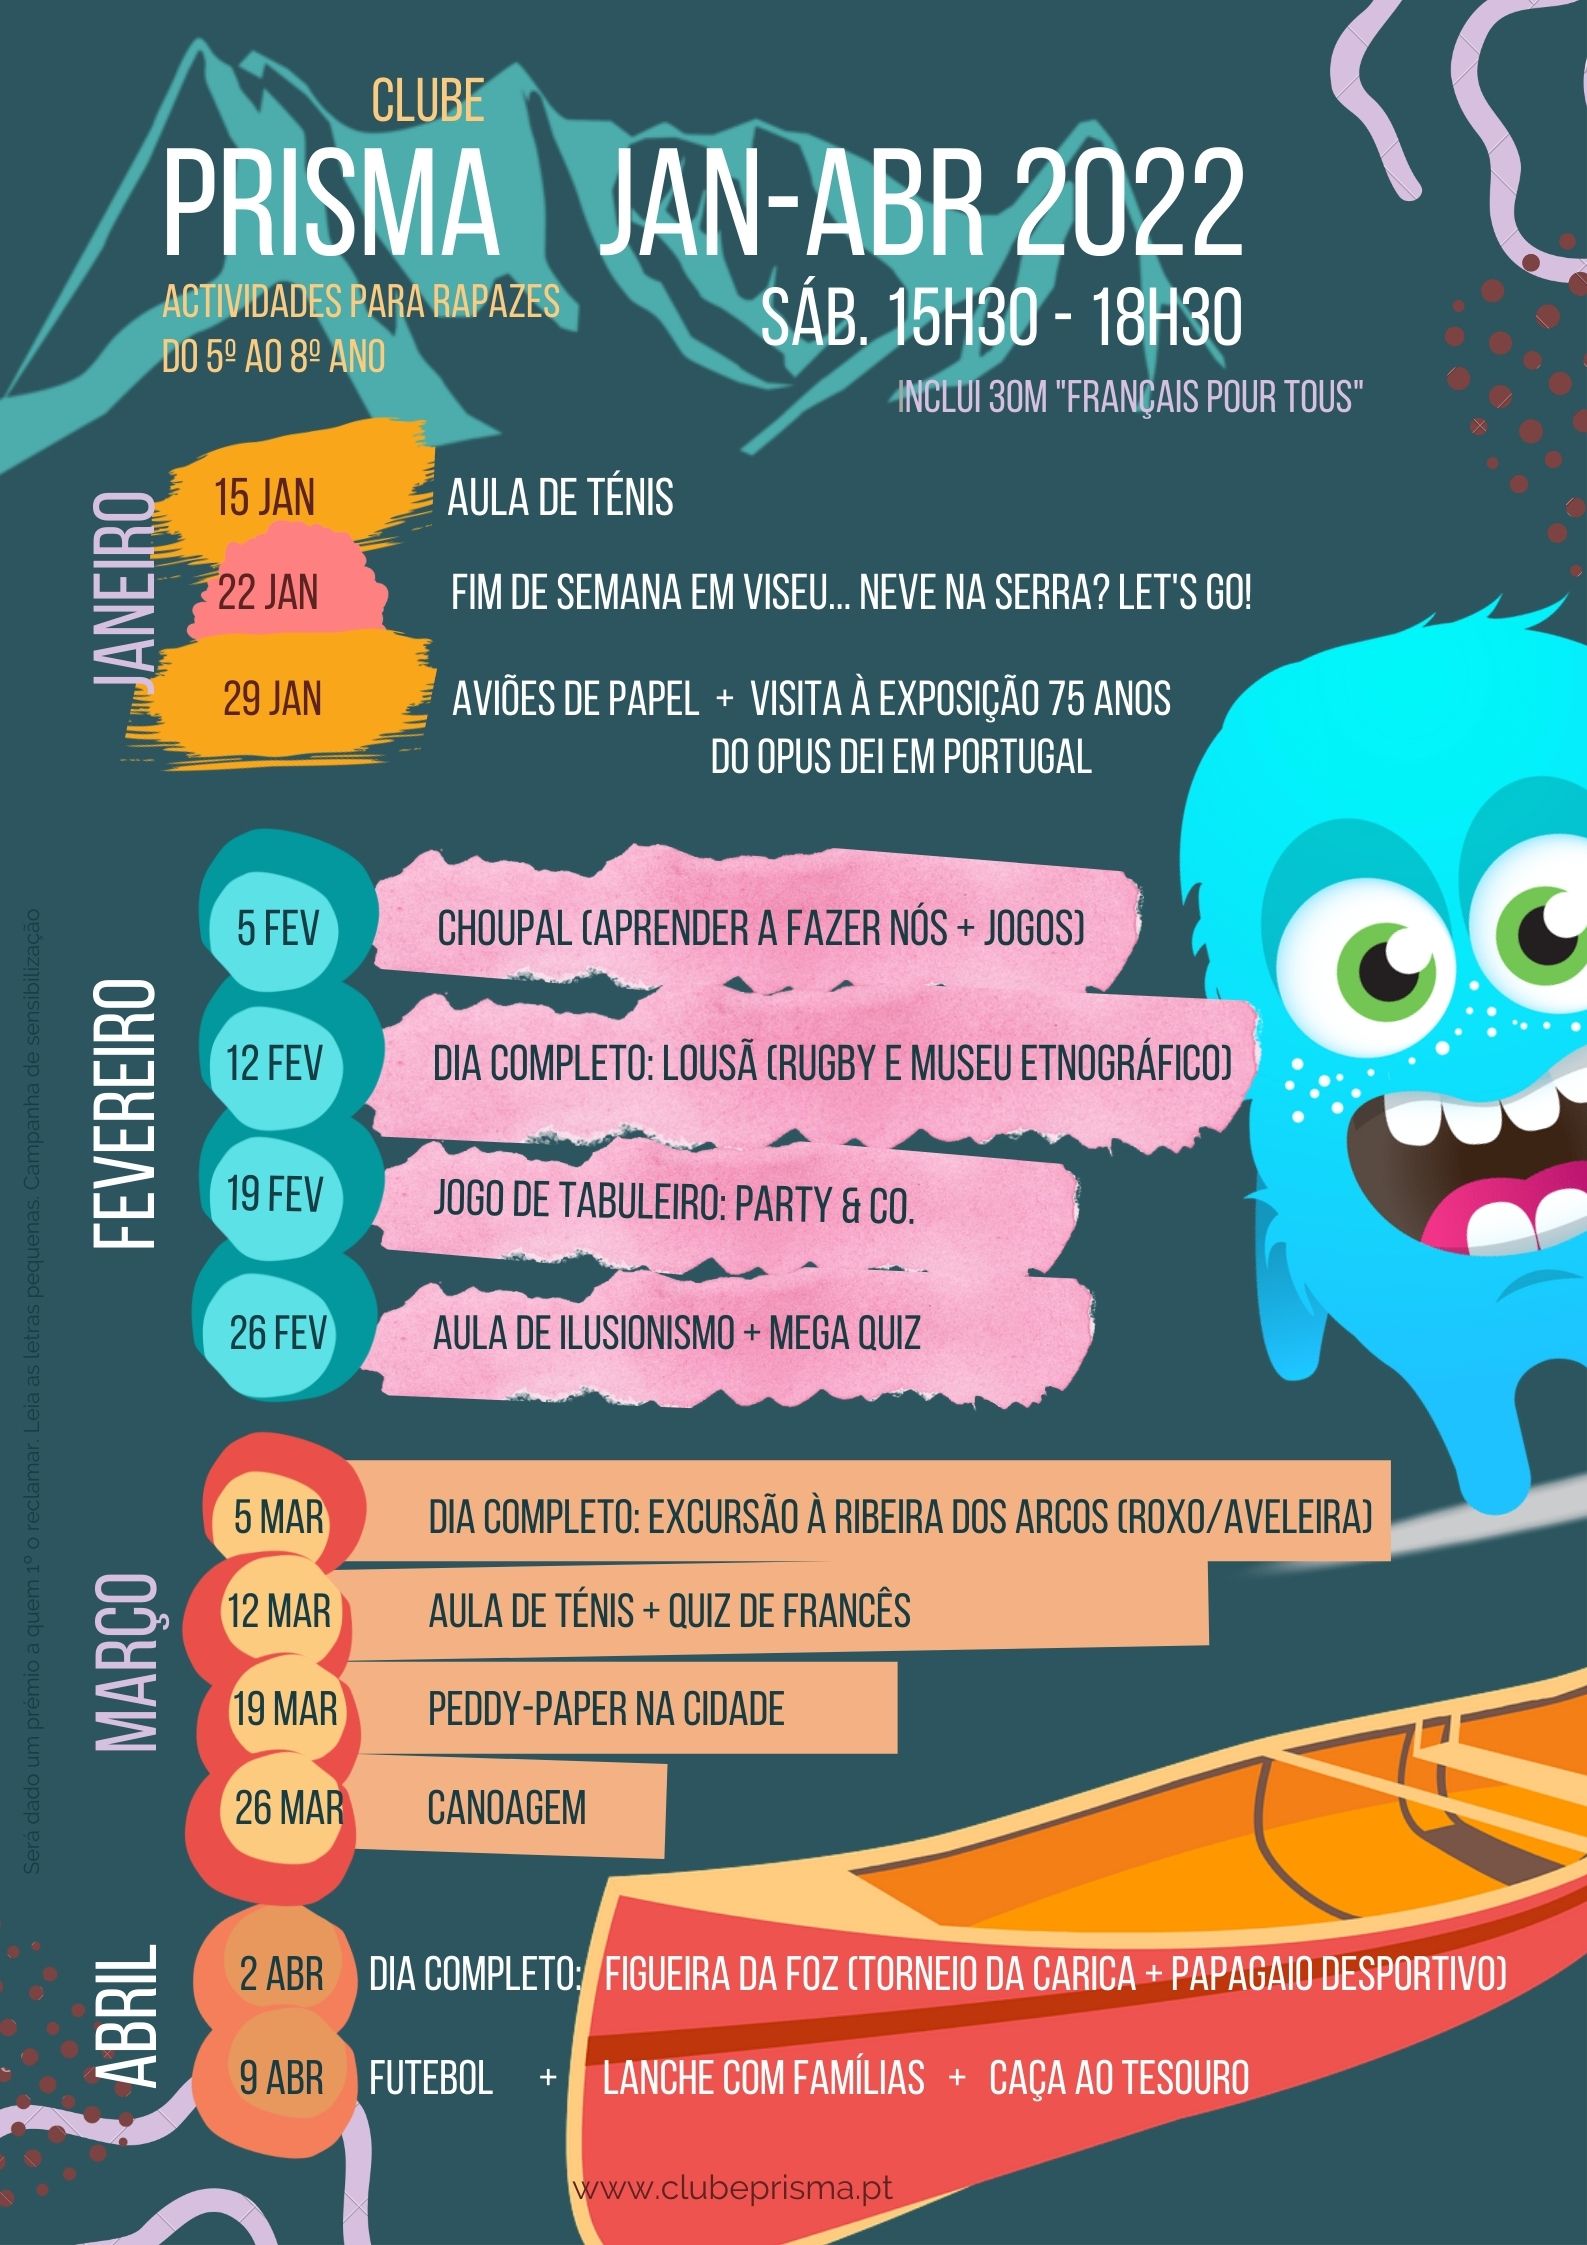 CLUBE
PRISMA
ACTIVIDADES PARA RAPAZES
DO 5º AO 8º ANO
JAN-ABR 2022
SÁB. 15H30 - 18H30
INCLUI 30M "FRANÇAIS POUR TOUS"
JANEIRO
15 JAN AULA DE TÉNIS
22 JAN FIM DE SEMANA EM VISEU... NEVE NA SERRA? LET'S GO!
29 JAN AVIÕES DE PAPEL + VISITA À EXPOSIÇÃO 75 ANOS
DO OPUS DEI EM PORTUGAL
FEVEREIRO
5 FEV CHOUPAL (APRENDER A FAZER NÓS + JOGOS)
12 FEV DIA COMPLETO: LOUSÃ (RUGBY E MUSEU ETNOGRÁFICO)
19 FEV JOGO DE TABULEIRO: PARTY & CO.
26 FEV AULA DE ILUSIONISMO + MEGA QUIZ
MARÇO
5 MAR DIA COMPLETO: EXCURSÃO À RIBEIRA DOS ARCOS (ROXO/AVELEIRA)
12 MAR AULA DE TÉNIS + QUIZ DE FRANCÊS
19 MAR PEDDY-PAPER NA CIDADE
26 MAR CANOAGEM
ABRIL
2 ABR DIA COMPLETO: FIGUEIRA DA FOZ (TORNEIO DA CARICA + PAPAGAIO DESPORTIVO)
9 ABR FUTEBOL + LANCHE COM FAMÍLIAS + CAÇA AO TESOURO
www.clubeprisma.pt
Será dado um prémio a quem 1º o reclamar. Leia as letras pequenas. Campanha de sensibilização